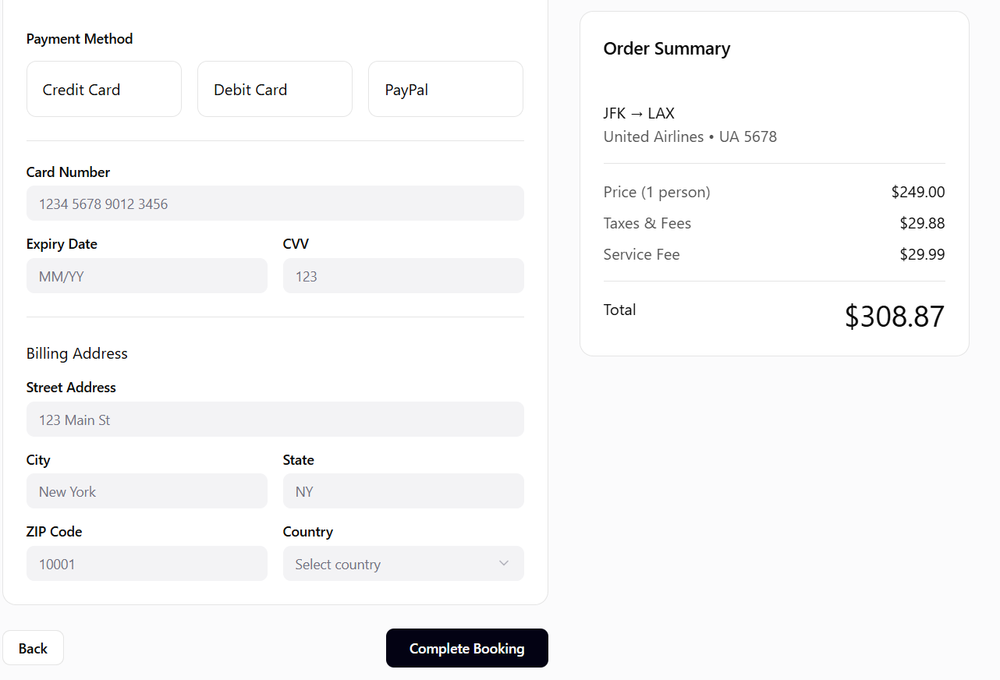 Payment Method
Credit Card
Debit Card
PayPal
Card Number
1234 5678 9012 3456
Expiry Date
CVV
MM/YY
123
Billing Address
Street Address
123 Main St
City
State
New York
NY
ZIP Code
Country
10001
Select country
Back
Complete Booking
Order Summary
JFK → LAX
United Airlines • UA 5678
Price (1 person) $249.00
Taxes & Fees $29.88
Service Fee $29.99
Total $308.87